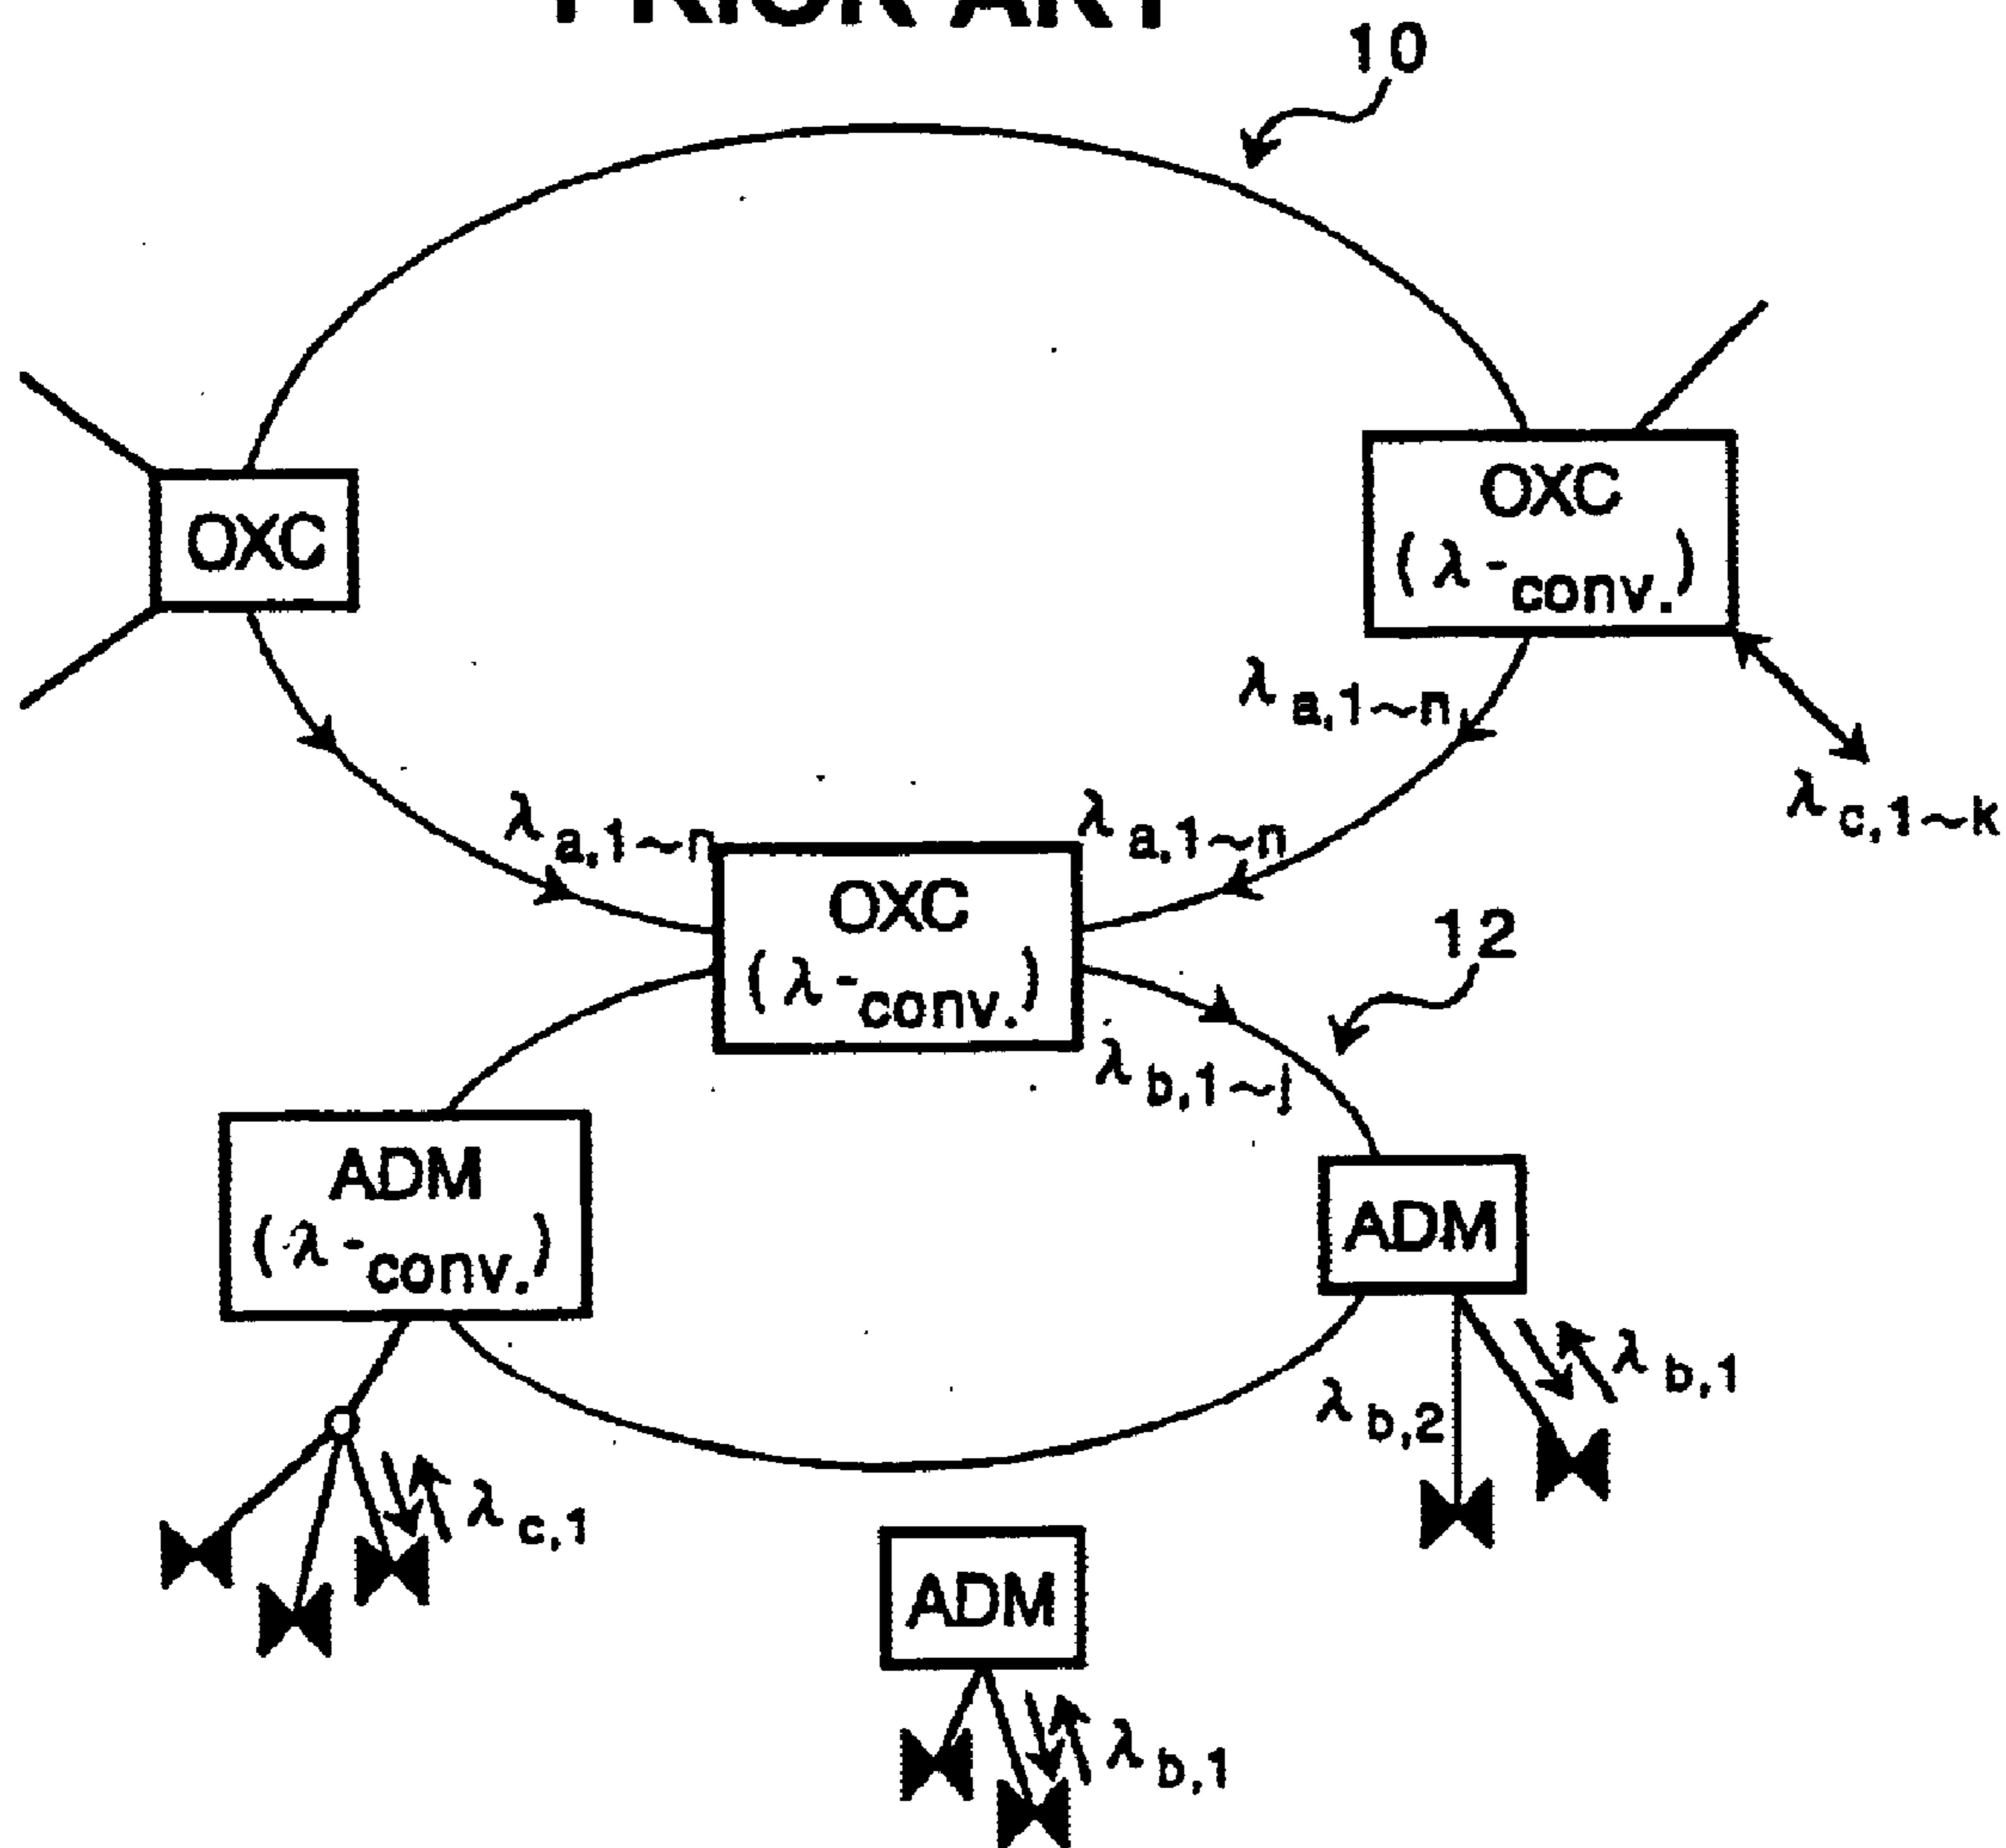 PRIOR ART
10
OXC
OXC
(λ-conv.)
λa,1~n
λc,1~k
λa,1~n
λa,1~n
OXC
(λ-conv.)
12
λb,1~j
ADM
(λ-conv.)
ADM
λb,1
λb,2
λc,1
ADM
λb,1